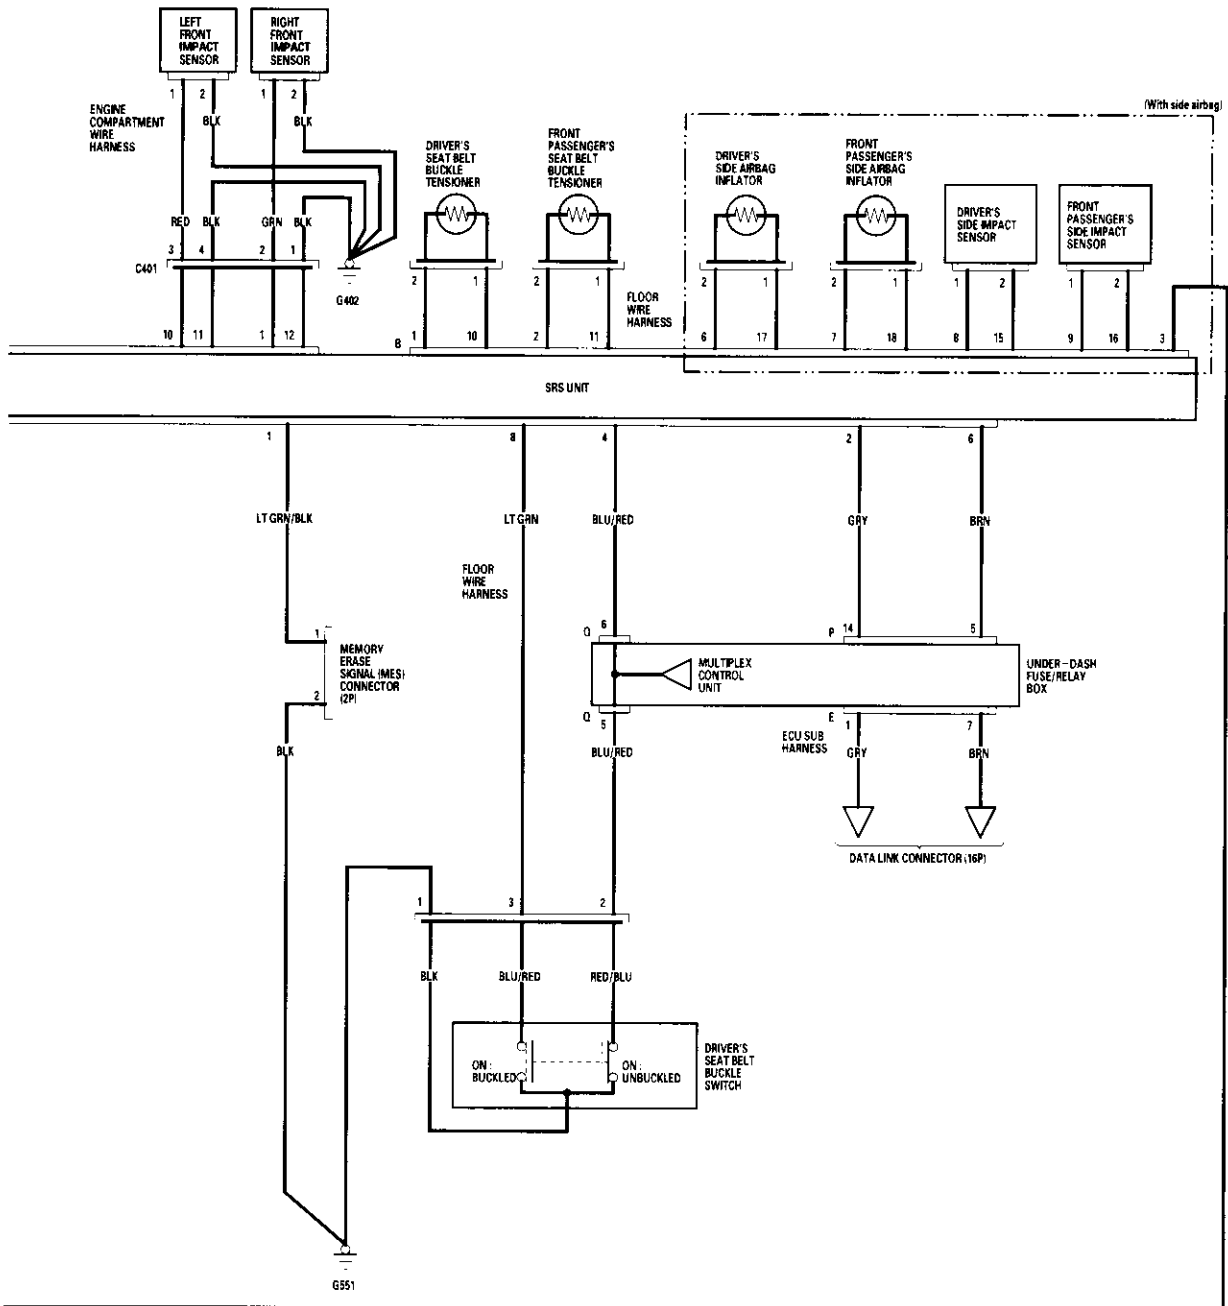 LEFT
FRONT
IMPACT
SENSOR
RIGHT
FRONT
IMPACT
SENSOR
1 2 1 2
ENGINE
COMPARTMENT
WIRE
HARNESS
BLK BLK
(With side airbag)
DRIVER'S
SEAT BELT
BUCKLE
TENSIONER
FRONT
PASSENGER'S
SEAT BELT
BUCKLE
TENSIONER
DRIVER'S
SIDE AIRBAG
INFLATOR
FRONT
PASSENGER'S
SIDE AIRBAG
INFLATOR
DRIVER'S
SIDE IMPACT
SENSOR
FRONT
PASSENGER'S
SIDE IMPACT
SENSOR
RED BLK GRN BLK
3 4 2 1
C401
G402
2 1 2 1
FLOOR
WIRE
HARNESS
2 1 2 1 1 2 1 2
10 11 1 12
B 1 10 2 11 6 17 7 18 8 15 9 16 3
SRS UNIT
1 8 4 2 6
LT GRN/BLK LT GRN BLU/RED GRY BRN
FLOOR
WIRE
HARNESS
1
MEMORY
ERASE
SIGNAL (MES)
CONNECTOR
(2P)
2
Q 6 P 14 5
MULTIPLEX
CONTROL
UNIT
UNDER-DASH
FUSE/RELAY
BOX
Q 5 E 1 7
ECU SUB
HARNESS
BLK BLU/RED GRY BRN
DATA LINK CONNECTOR (16P)
1 3 2
BLK BLU/RED RED/BLU
ON :
BUCKLED
ON :
UNBUCKLED
DRIVER'S
SEAT BELT
BUCKLE
SWITCH
G551